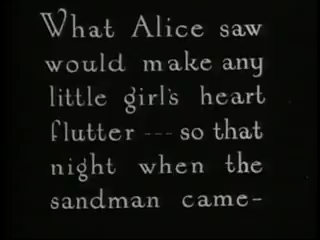 What Alice saw
would make any
little girl's heart
flutter --- so that
night when the
sandman came-